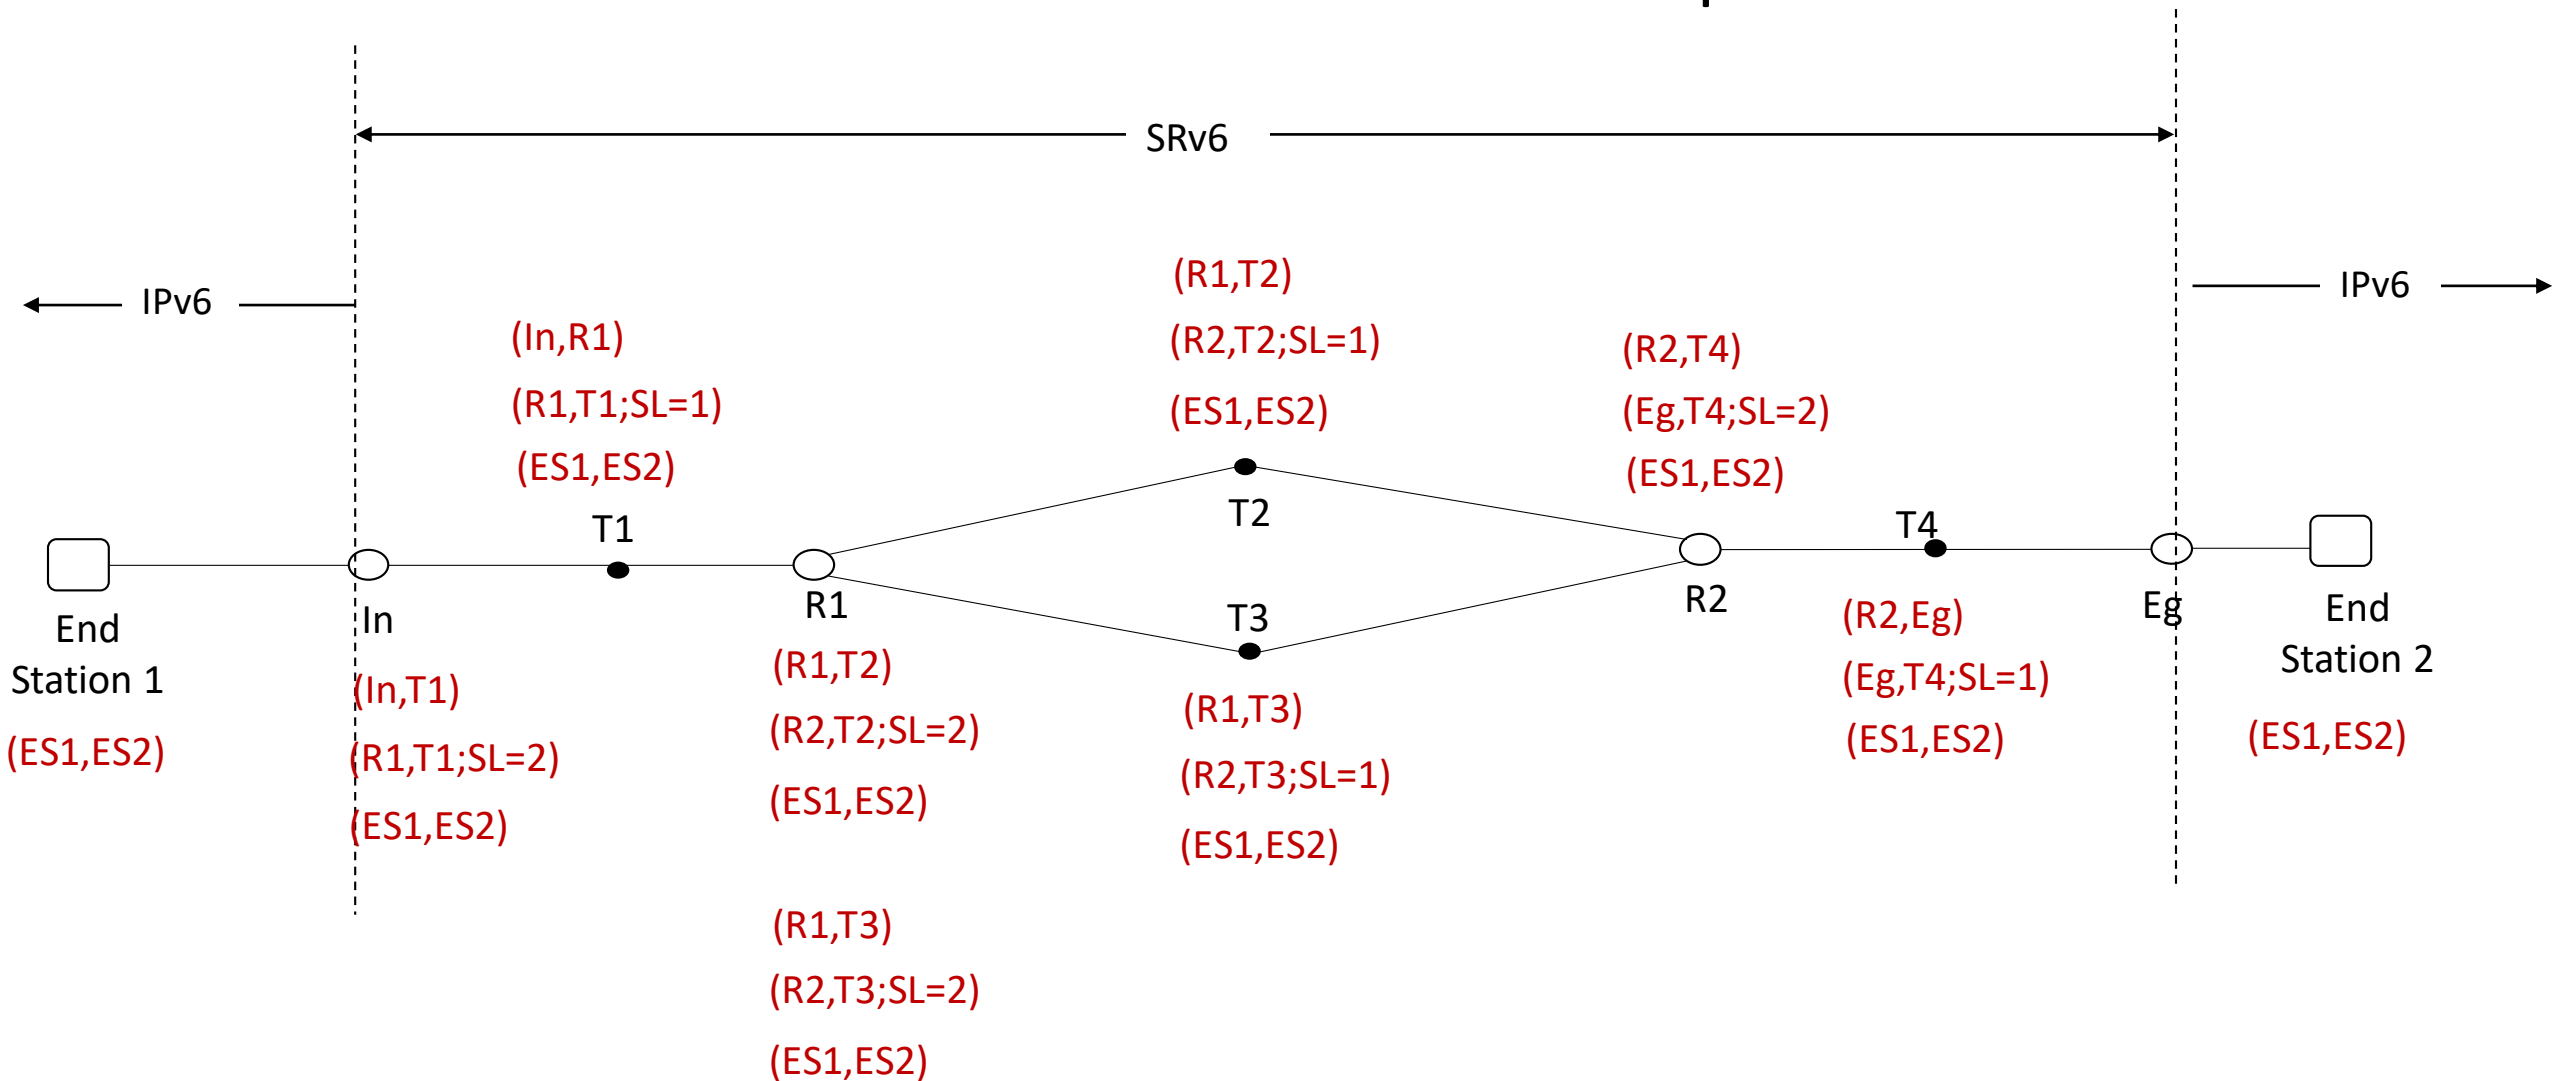 SRv6
IPv6
IPv6
(R1,T2)
(R2,T2;SL=1)
(ES1,ES2)
(In,R1)
(R1,T1;SL=1)
(ES1,ES2)
(R2,T4)
(Eg,T4;SL=2)
(ES1,ES2)
T1
T2
T4
End
Station 1
(ES1,ES2)
In
(In,T1)
(R1,T1;SL=2)
(ES1,ES2)
R1
(R1,T2)
(R2,T2;SL=2)
(ES1,ES2)
(R1,T3)
(R2,T3;SL=2)
(ES1,ES2)
T3
(R1,T3)
(R2,T3;SL=1)
(ES1,ES2)
R2
(R2,Eg)
(Eg,T4;SL=1)
(ES1,ES2)
Eg
End
Station 2
(ES1,ES2)